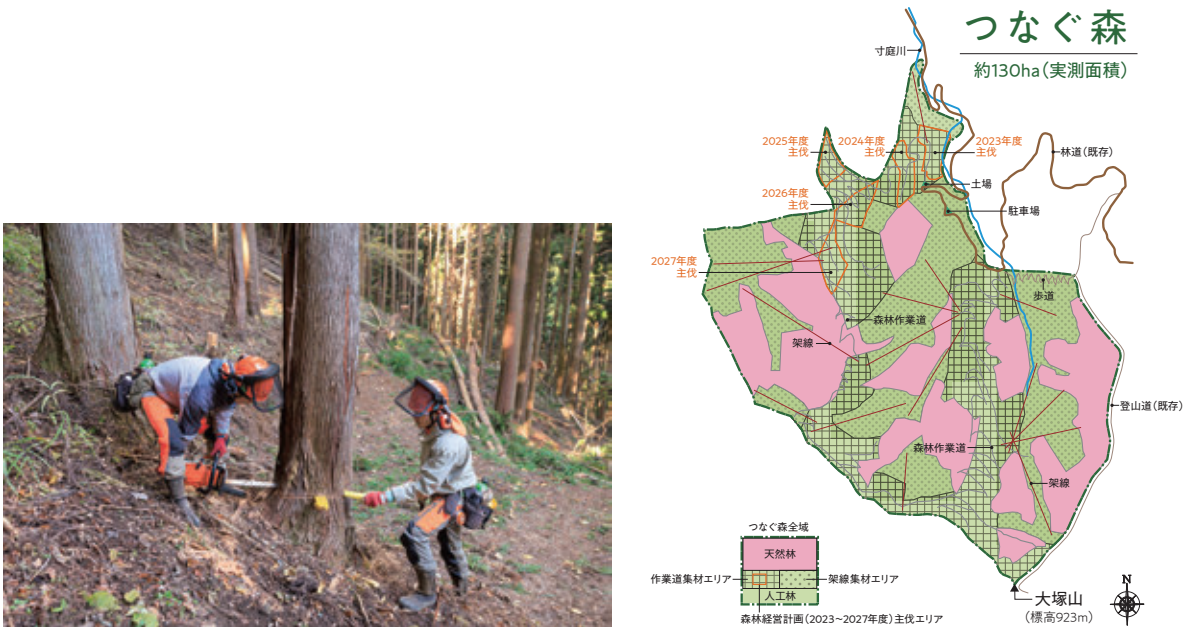 つなぐ森
約130ha（実測面積）
寸庭川
2025年度
主伐
2024年度
主伐
2023年度
主伐
林道（既存）
土場
2026年度
主伐
駐車場
2027年度
主伐
歩道
森林作業道
架線
登山道（既存）
森林作業道
架線
つなぐ森全域
天然林
作業道集材エリア
架線集材エリア
人工林
森林経営計画（2023〜2027年度）主伐エリア
N
大塚山
（標高923m）